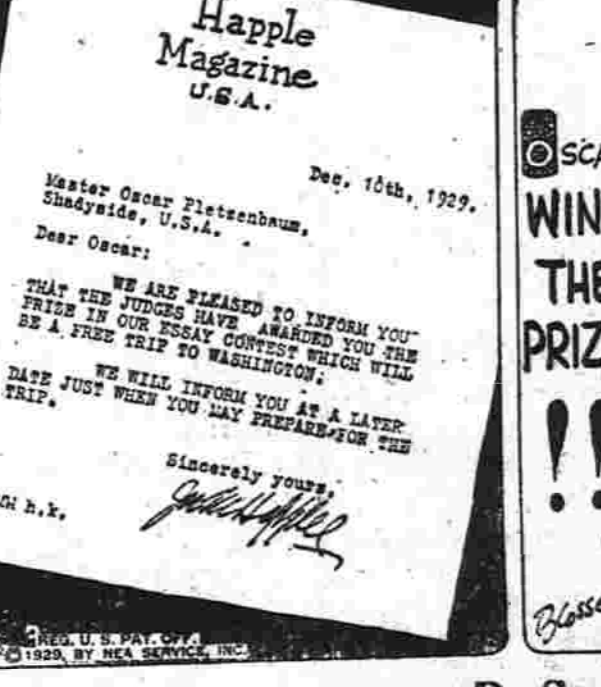 Happle
Magazine
U.S.A.
Dec. 10th, 1929.
Master Oscar Pletzenbaum,
Shadyside, U.S.A.
Dear Oscar:
WE ARE PLEASED TO INFORM YOU
THAT THE JUDGES HAVE AWARDED YOU THE
PRIZE IN OUR ESSAY CONTEST WHICH WILL
BE A FREE TRIP TO WASHINGTON;
WE WILL INFORM YOU AT A LATER
DATE JUST WHEN YOU MAY PREPARE FOR THE
TRIP.
Sincerely yours,
h.k.
REG. U. S. PAT. OFF.
© 1929, BY NEA SERVICE, INC.
OSCA
WIN
THE
PRIZ
!!
Blosse